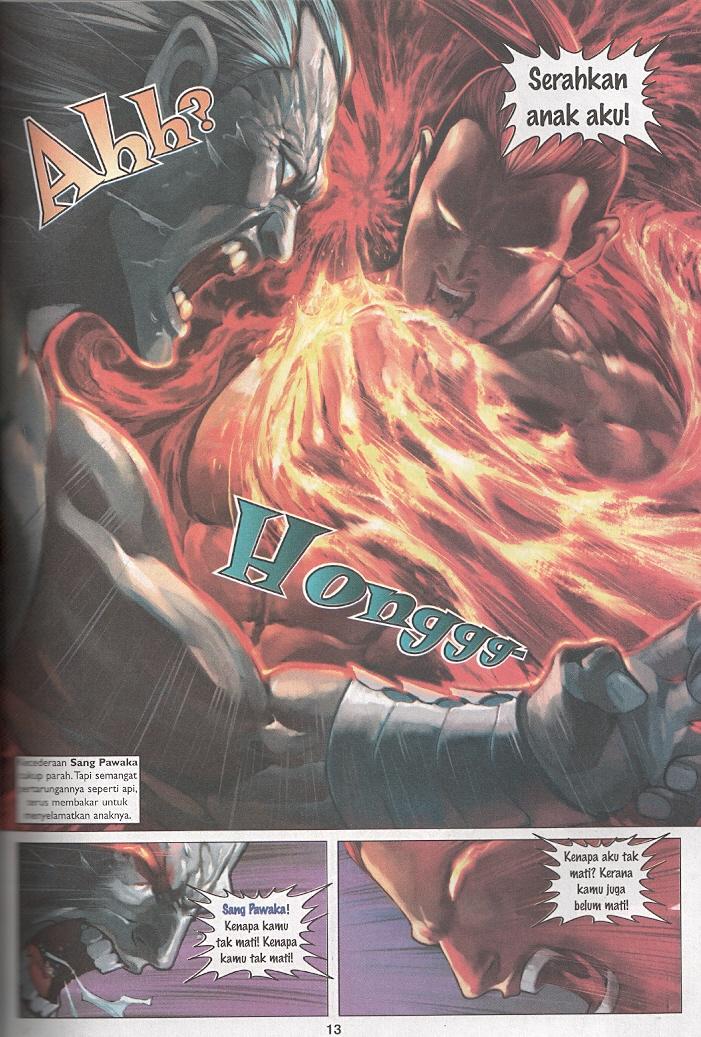 Serahkan
anak aku!
Ahh?
Honggg-
Kecederaan Sang Pawaka
cukup parah. Tapi semangat
pertarungannya seperti api,
terus membakar untuk
menyelamatkan anaknya.
Sang Pawaka!
Kenapa kamu
tak mati! Kenapa
kamu tak mati!
Kenapa aku tak
mati? Kerana
kamu juga
belum mati!
13